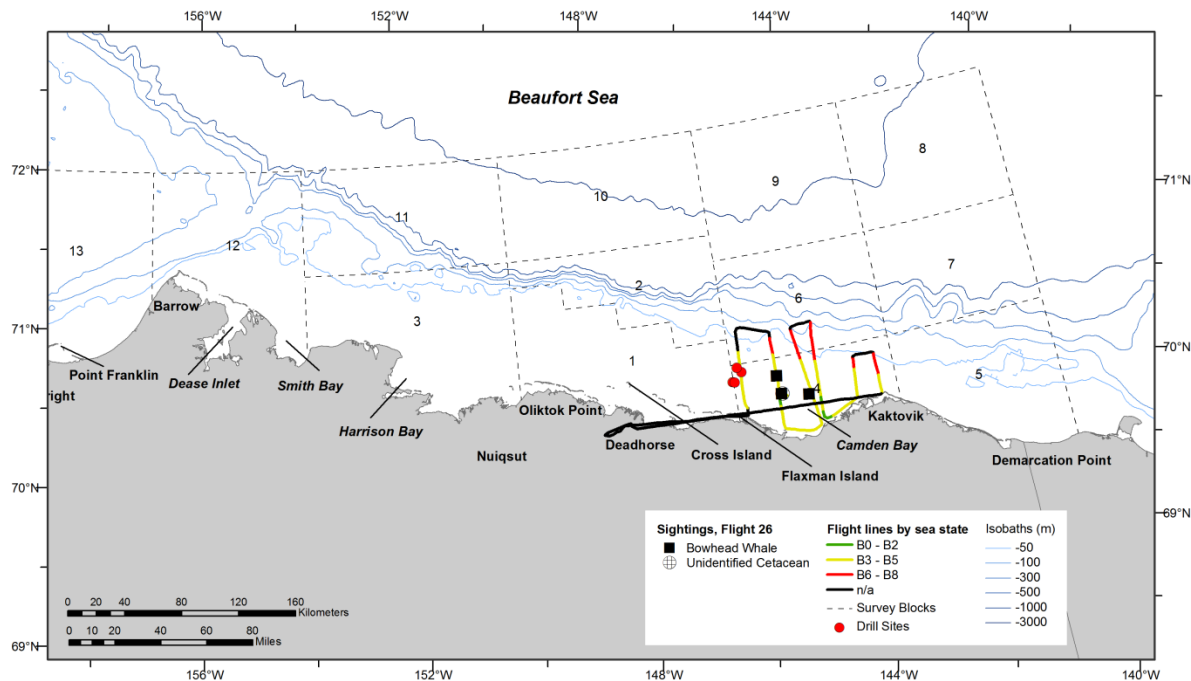 156°W 152°W 148°W 144°W 140°W
Beaufort Sea
72°N
71°N
8
9
10
11
13
12
7
6
2
3
Barrow
71°N
70°N
1
5
4
Point Franklin
Dease Inlet
right
Smith Bay
Harrison Bay
Oliktok Point
Kaktovik
Nuiqsut
Deadhorse
Cross Island
Camden Bay
Flaxman Island
Demarcation Point
70°N
69°N
Sightings, Flight 26
Bowhead Whale
Unidentified Cetacean
Flight lines by sea state
B0 - B2
B3 - B5
B6 - B8
n/a
Survey Blocks
Drill Sites
Isobaths (m)
-50
-100
-300
-500
-1000
-3000
0 20 40 80 120 160
Kilometers
0 10 20 40 60 80
Miles
69°N
156°W 152°W 148°W 144°W 140°W